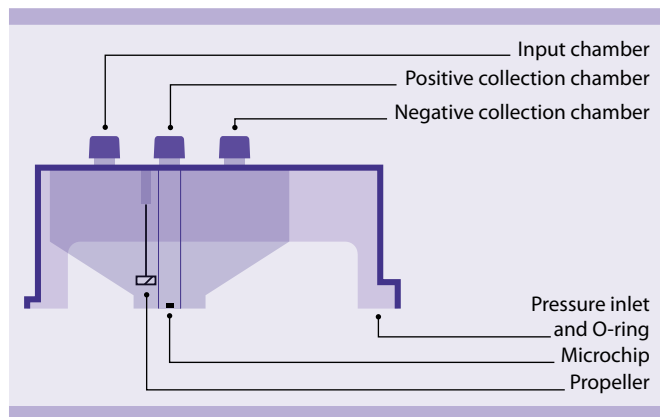 Input chamber
Positive collection chamber
Negative collection chamber
Pressure inlet
and O-ring
Microchip
Propeller